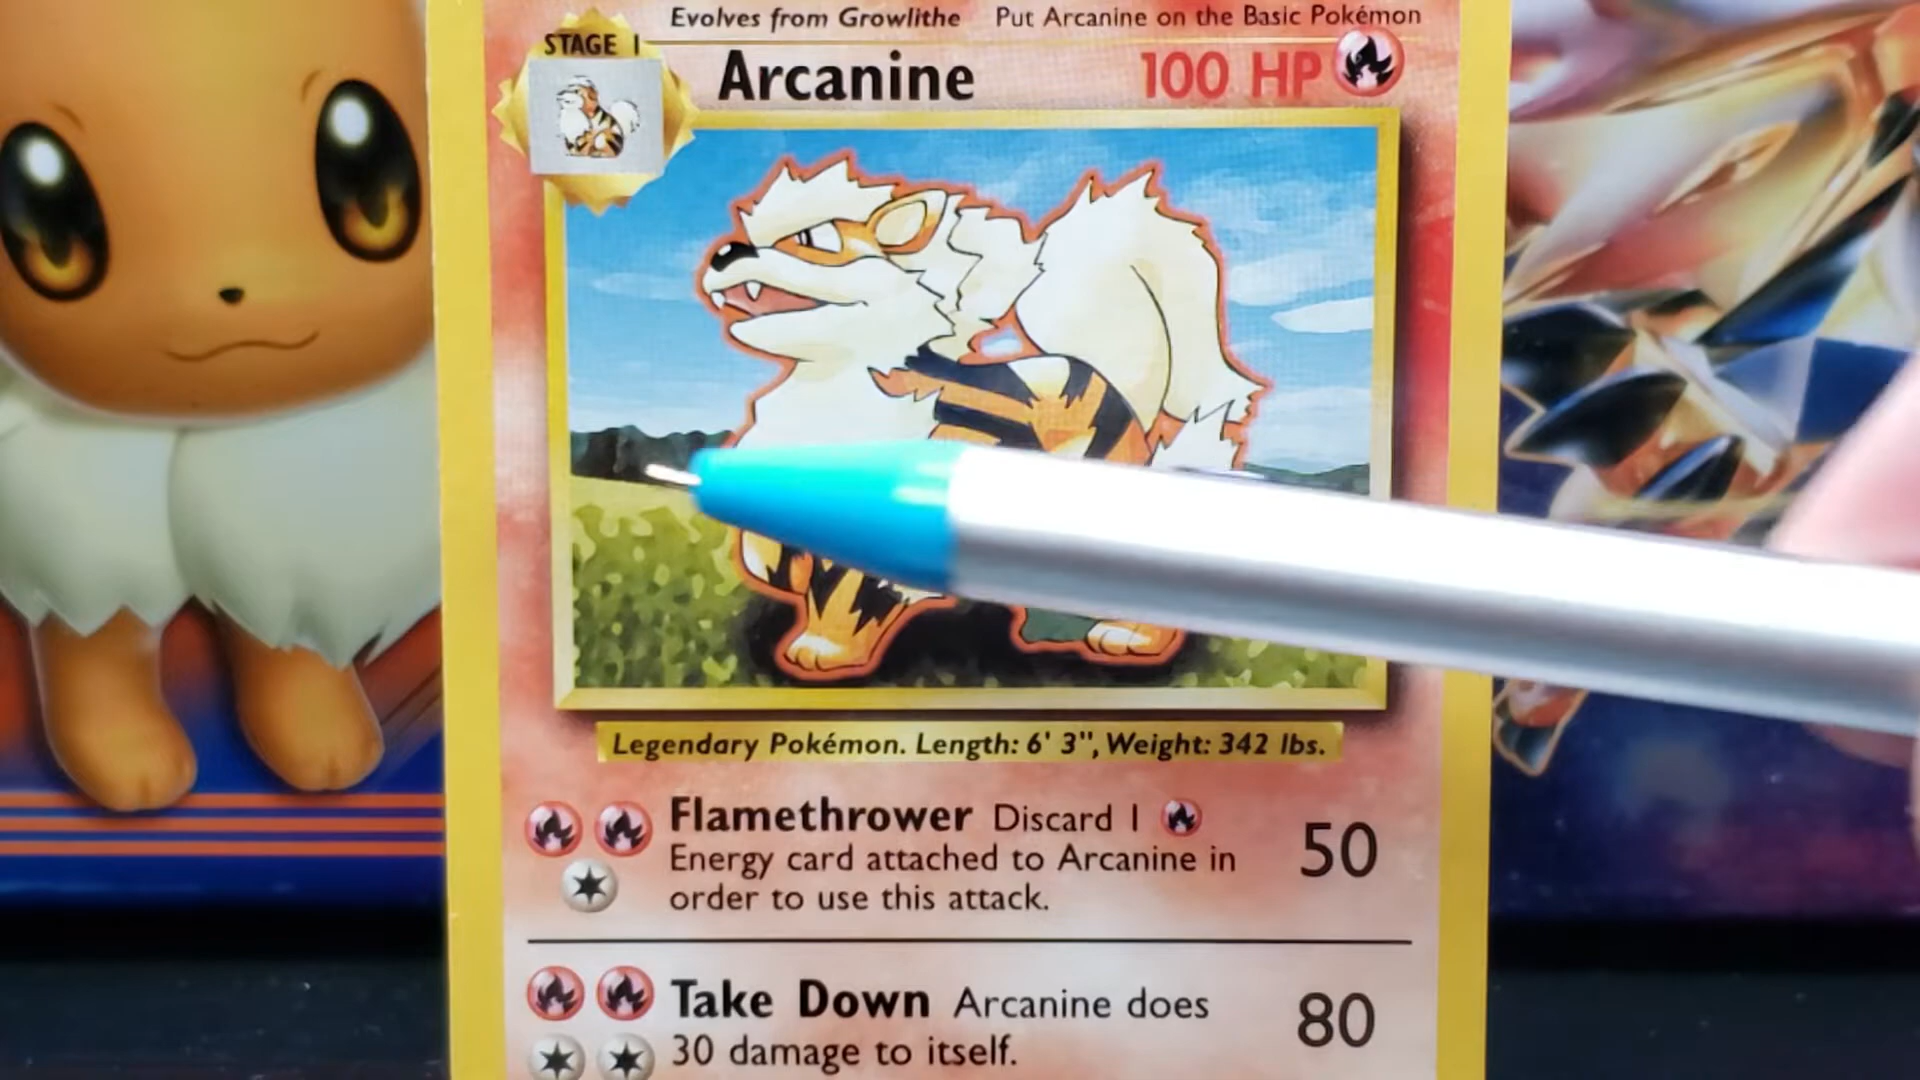 Evolves from Growlithe Put Arcanine on the Basic Pokémon
STAGE 1
Arcanine 100 HP
Legendary Pokémon. Length: 6' 3", Weight: 342 lbs.
Flamethrower Discard 1
Energy card attached to Arcanine in
order to use this attack.
50
Take Down Arcanine does
30 damage to itself.
80